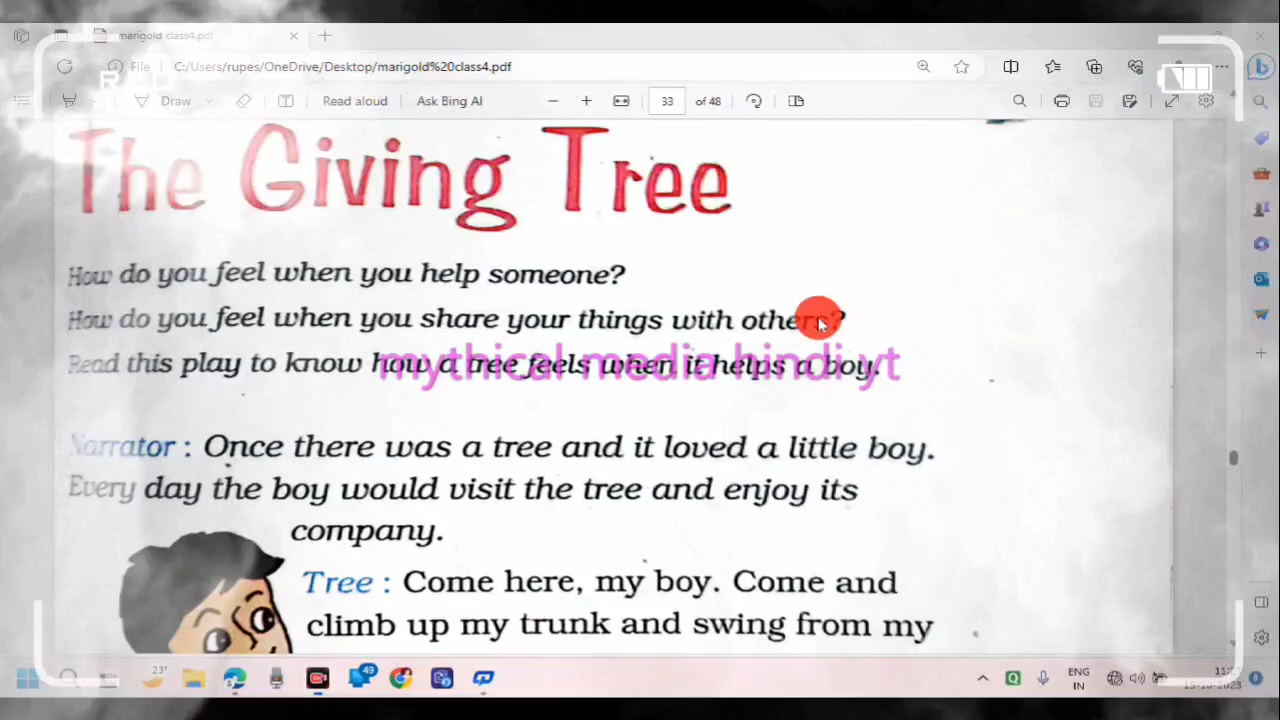 marigold class4.pdf
File C:/Users/rupes/OneDrive/Desktop/marigold%20class4.pdf
Draw Read aloud Ask Bing AI 33 of 48
The Giving Tree
How do you feel when you help someone?
How do you feel when you share your things with others?
Read this play to know how a tree feels when it helps a boy.
mythical media hindi yt
Narrator : Once there was a tree and it loved a little boy.
Every day the boy would visit the tree and enjoy its
company.
Tree : Come here, my boy. Come and
climb up my trunk and swing from my
23° 49 ENG
IN
15-10-2023